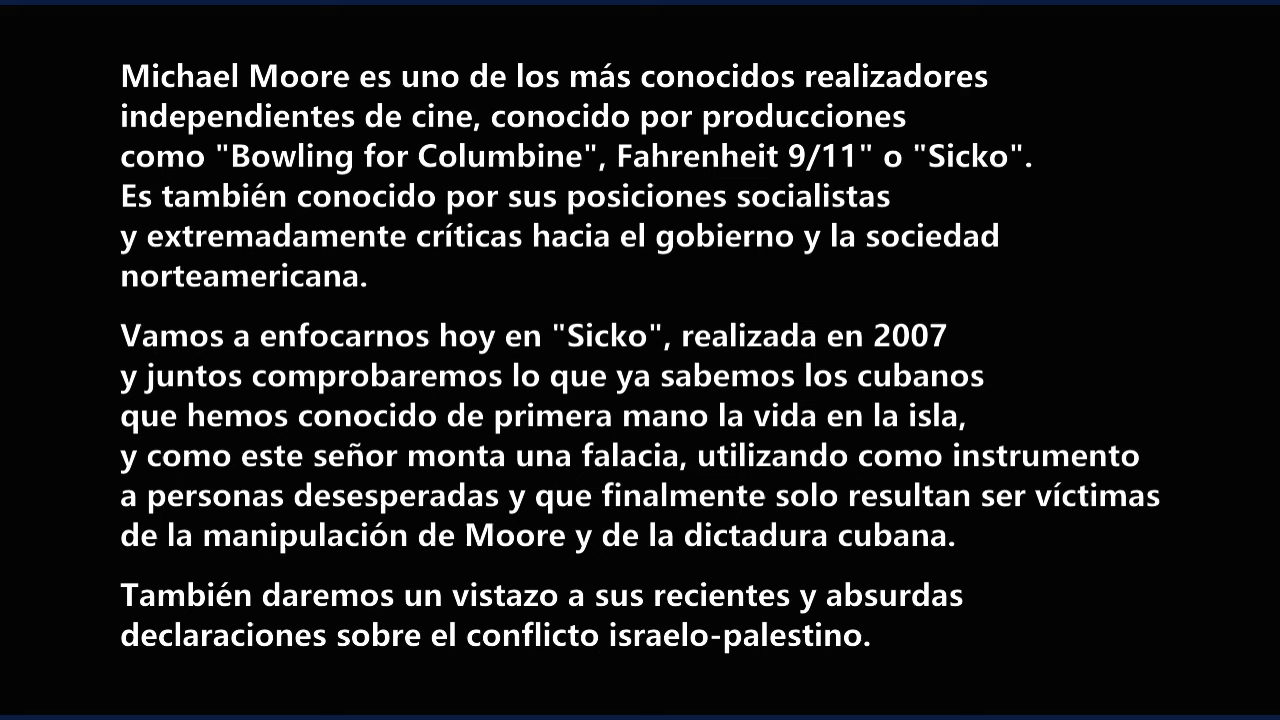 Michael Moore es uno de los más conocidos realizadores
independientes de cine, conocido por producciones
como "Bowling for Columbine", Fahrenheit 9/11" o "Sicko".
Es también conocido por sus posiciones socialistas
y extremadamente críticas hacia el gobierno y la sociedad
norteamericana.
Vamos a enfocarnos hoy en "Sicko", realizada en 2007
y juntos comprobaremos lo que ya sabemos los cubanos
que hemos conocido de primera mano la vida en la isla,
y como este señor monta una falacia, utilizando como instrumento
a personas desesperadas y que finalmente solo resultan ser víctimas
de la manipulación de Moore y de la dictadura cubana.
También daremos un vistazo a sus recientes y absurdas
declaraciones sobre el conflicto israelo-palestino.